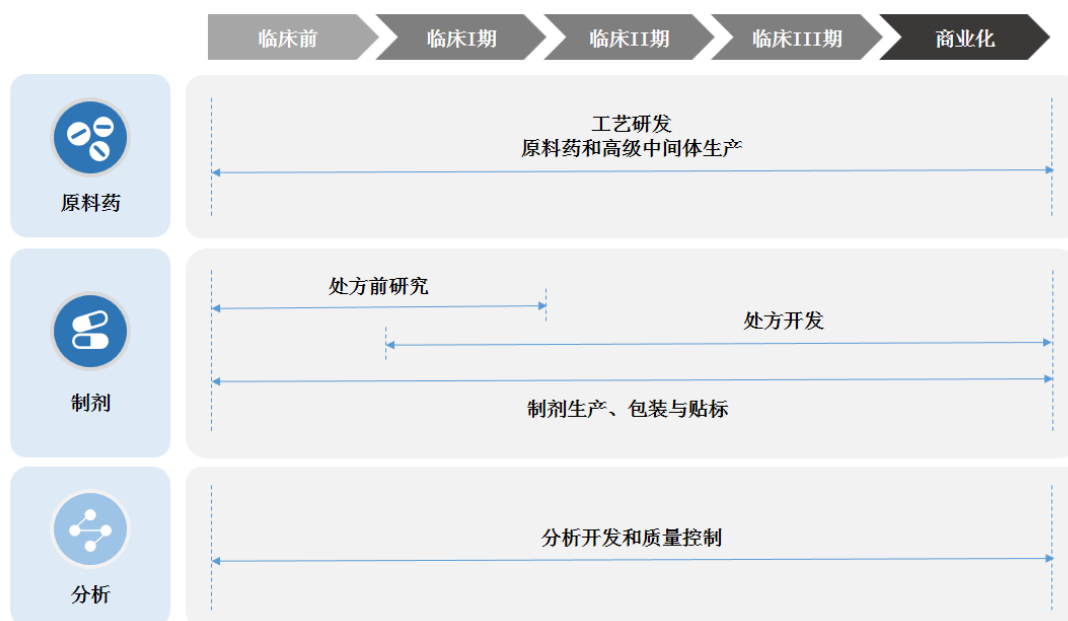 临床前
临床I期
临床II期
临床III期
商业化
原料药
工艺研发
原料药和高级中间体生产
制剂
处方前研究
处方开发
制剂生产、包装与贴标
分析
分析开发和质量控制